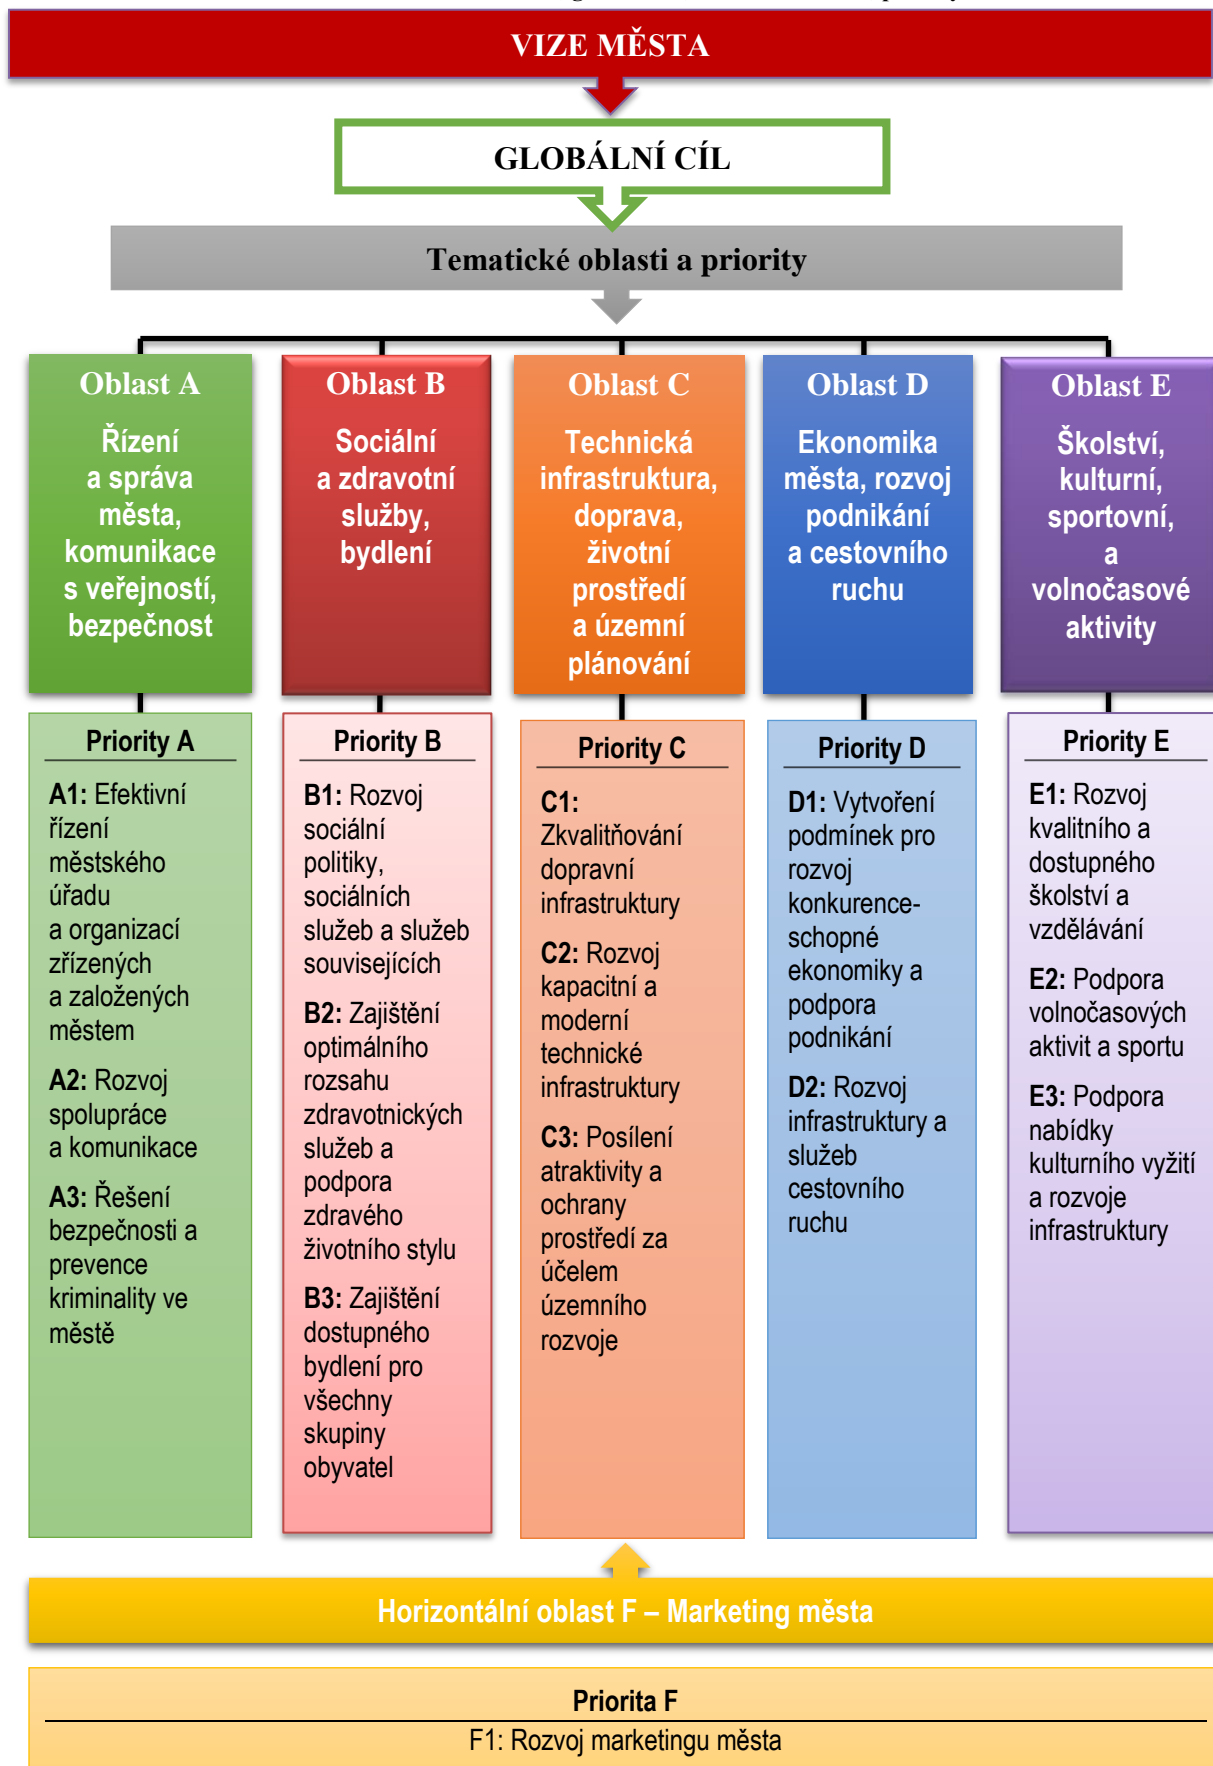 VIZE MĚSTA
GLOBÁLNÍ CÍL
Tematické oblasti a priority
Oblast A
Řízení
a správa
města,
komunikace
s veřejností,
bezpečnost
Oblast B
Sociální
a zdravotní
služby,
bydlení
Oblast C
Technická
infrastruktura,
doprava,
životní
prostředí
a územní
plánování
Oblast D
Ekonomika
města, rozvoj
podnikání
a cestovního
ruchu
Oblast E
Školství,
kulturní,
sportovní,
a
volnočasové
aktivity
Priority A
A1: Efektivní
řízení
městského
úřadu
a organizací
zřízených
a založených
městem
A2: Rozvoj
spolupráce
a komunikace
A3: Řešení
bezpečnosti a
prevence
kriminality ve
městě
Priority B
B1: Rozvoj
sociální
politiky,
sociálních
služeb a služeb
souvisejících
B2: Zajištění
optimálního
rozsahu
zdravotnických
služeb a
podpora
zdravého
životního stylu
B3: Zajištění
dostupného
bydlení pro
všechny
skupiny
obyvatel
Priority C
C1:
Zkvalitňování
dopravní
infrastruktury
C2: Rozvoj
kapacitní a
moderní
technické
infrastruktury
C3: Posílení
atraktivity a
ochrany
prostředí za
účelem
územního
rozvoje
Priority D
D1: Vytvoření
podmínek pro
rozvoj
konkurence-
schopné
ekonomiky a
podpora
podnikání
D2: Rozvoj
infrastruktury a
služeb
cestovního
ruchu
Priority E
E1: Rozvoj
kvalitního a
dostupného
školství a
vzdělávání
E2: Podpora
volnočasových
aktivit a sportu
E3: Podpora
nabídky
kulturního vyžití
a rozvoje
infrastruktury
Horizontální oblast F – Marketing města
Priorita F
F1: Rozvoj marketingu města